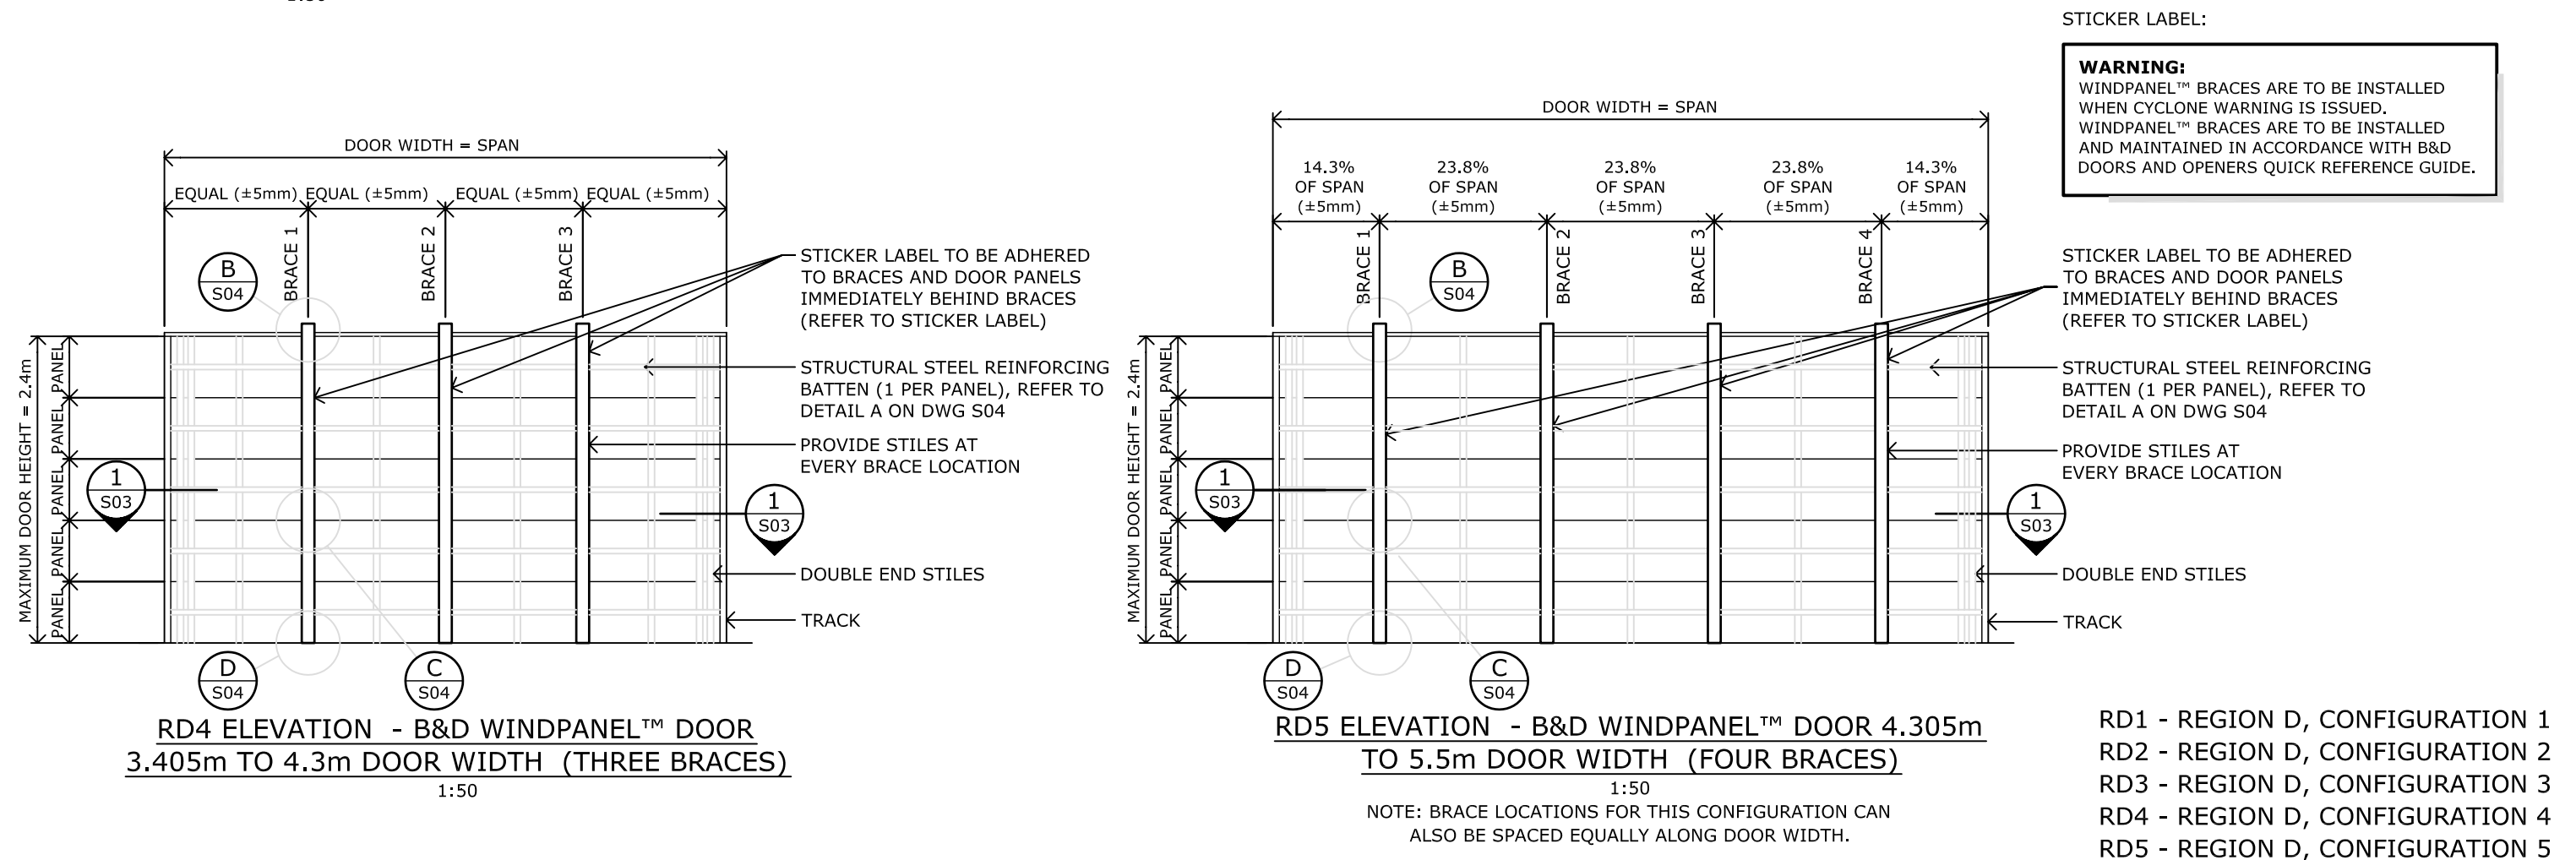 DOOR WIDTH = SPAN
EQUAL (±5mm) EQUAL (±5mm) EQUAL (±5mm) EQUAL (±5mm)
BRACE 1
BRACE 2
BRACE 3
B
S04
STICKER LABEL TO BE ADHERED
TO BRACES AND DOOR PANELS
IMMEDIATELY BEHIND BRACES
(REFER TO STICKER LABEL)
STRUCTURAL STEEL REINFORCING
BATTEN (1 PER PANEL), REFER TO
DETAIL A ON DWG S04
PROVIDE STILES AT
EVERY BRACE LOCATION
MAXIMUM DOOR HEIGHT = 2.4m
PANEL
PANEL
PANEL
PANEL
PANEL
1
S03
1
S03
DOUBLE END STILES
TRACK
D
S04
C
S04
RD4 ELEVATION - B&D WINDPANEL™ DOOR
3.405m TO 4.3m DOOR WIDTH (THREE BRACES)
1:50
DOOR WIDTH = SPAN
14.3%
OF SPAN
(±5mm)
23.8%
OF SPAN
(±5mm)
23.8%
OF SPAN
(±5mm)
23.8%
OF SPAN
(±5mm)
14.3%
OF SPAN
(±5mm)
BRACE 1
BRACE 2
BRACE 3
BRACE 4
B
S04
STICKER LABEL TO BE ADHERED
TO BRACES AND DOOR PANELS
IMMEDIATELY BEHIND BRACES
(REFER TO STICKER LABEL)
STRUCTURAL STEEL REINFORCING
BATTEN (1 PER PANEL), REFER TO
DETAIL A ON DWG S04
PROVIDE STILES AT
EVERY BRACE LOCATION
MAXIMUM DOOR HEIGHT = 2.4m
PANEL
PANEL
PANEL
PANEL
PANEL
1
S03
1
S03
DOUBLE END STILES
TRACK
D
S04
C
S04
RD5 ELEVATION - B&D WINDPANEL™ DOOR 4.305m
TO 5.5m DOOR WIDTH (FOUR BRACES)
1:50
NOTE: BRACE LOCATIONS FOR THIS CONFIGURATION CAN
ALSO BE SPACED EQUALLY ALONG DOOR WIDTH.
STICKER LABEL:
WARNING:
WINDPANEL™ BRACES ARE TO BE INSTALLED
WHEN CYCLONE WARNING IS ISSUED.
WINDPANEL™ BRACES ARE TO BE INSTALLED
AND MAINTAINED IN ACCORDANCE WITH B&D
DOORS AND OPENERS QUICK REFERENCE GUIDE.
RD1 - REGION D, CONFIGURATION 1
RD2 - REGION D, CONFIGURATION 2
RD3 - REGION D, CONFIGURATION 3
RD4 - REGION D, CONFIGURATION 4
RD5 - REGION D, CONFIGURATION 5